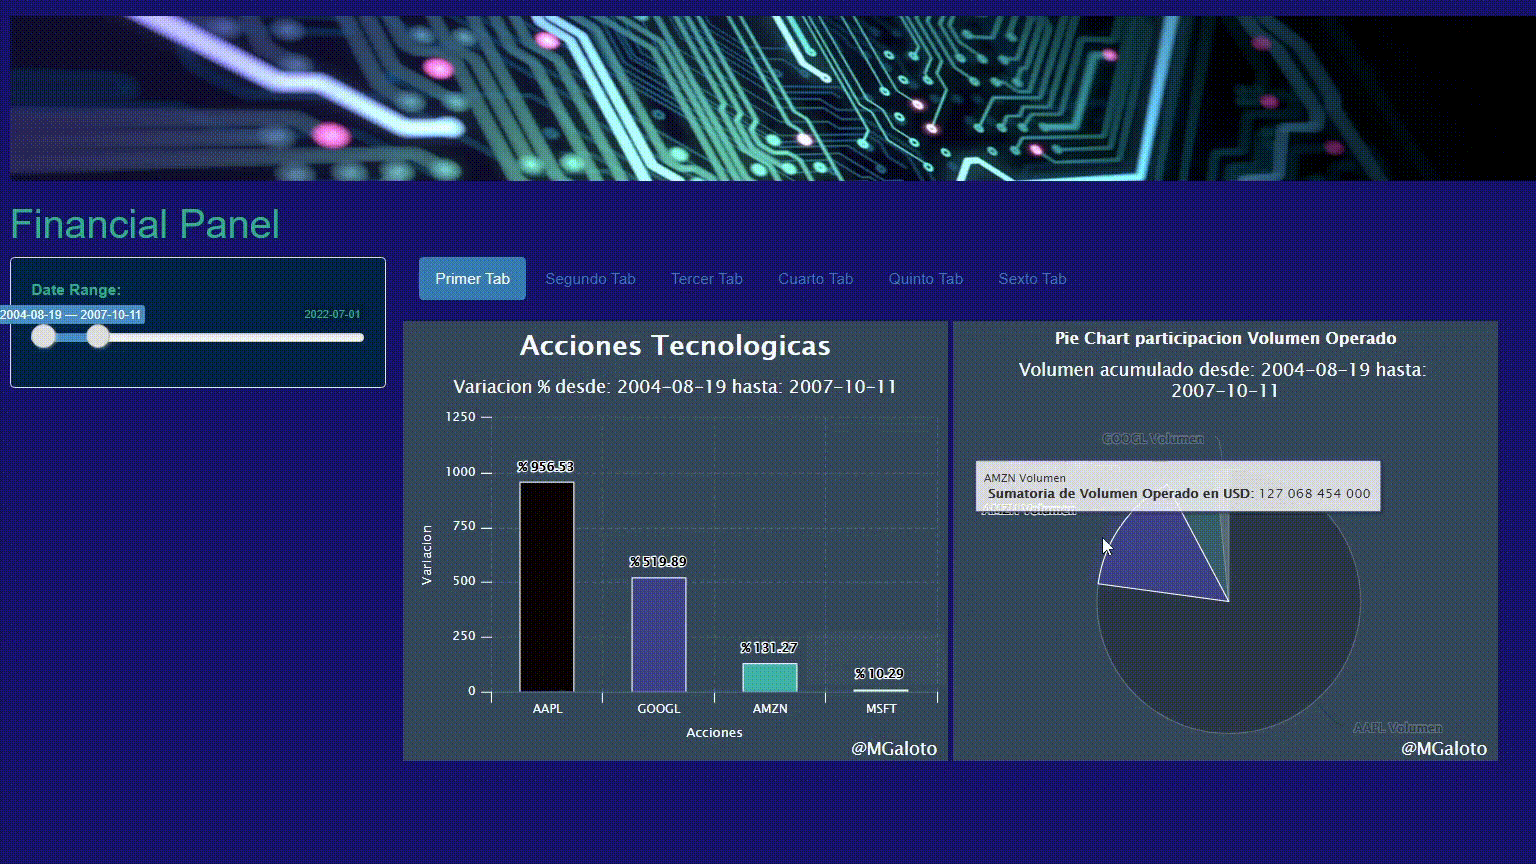 Financial Panel
Date Range:
2004-08-19 — 2007-10-11
2022-07-01
Primer Tab
Segundo Tab
Tercer Tab
Cuarto Tab
Quinto Tab
Sexto Tab
Acciones Tecnologicas
Variacion % desde: 2004-08-19 hasta: 2007-10-11
1250
1000
750
500
250
0
Variacion
% 956.53
% 519.89
% 131.27
% 10.29
AAPL
GOOGL
AMZN
MSFT
Acciones
@MGaloto
Pie Chart participacion Volumen Operado
Volumen acumulado desde: 2004-08-19 hasta:
2007-10-11
GOOGL Volumen
AMZN Volumen
Sumatoria de Volumen Operado en USD: 127 068 454 000
AMZN Volumen
AAPL Volumen
@MGaloto